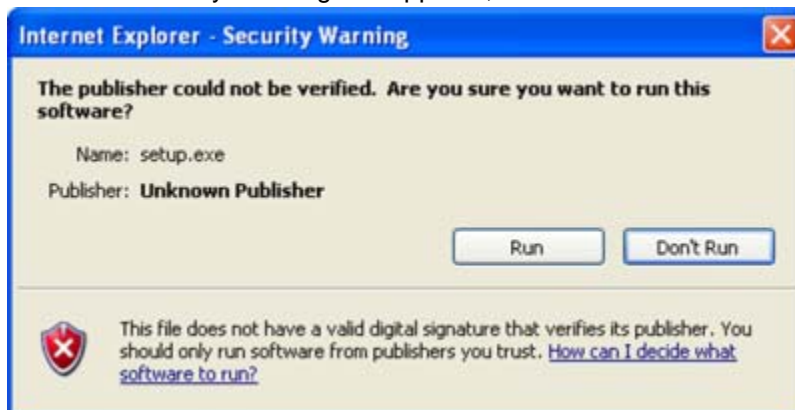 Internet Explorer - Security Warning
The publisher could not be verified. Are you sure you want to run this
software?
Name: setup.exe
Publisher: Unknown Publisher
Run Don't Run
This file does not have a valid digital signature that verifies its publisher. You
should only run software from publishers you trust. How can I decide what
software to run?